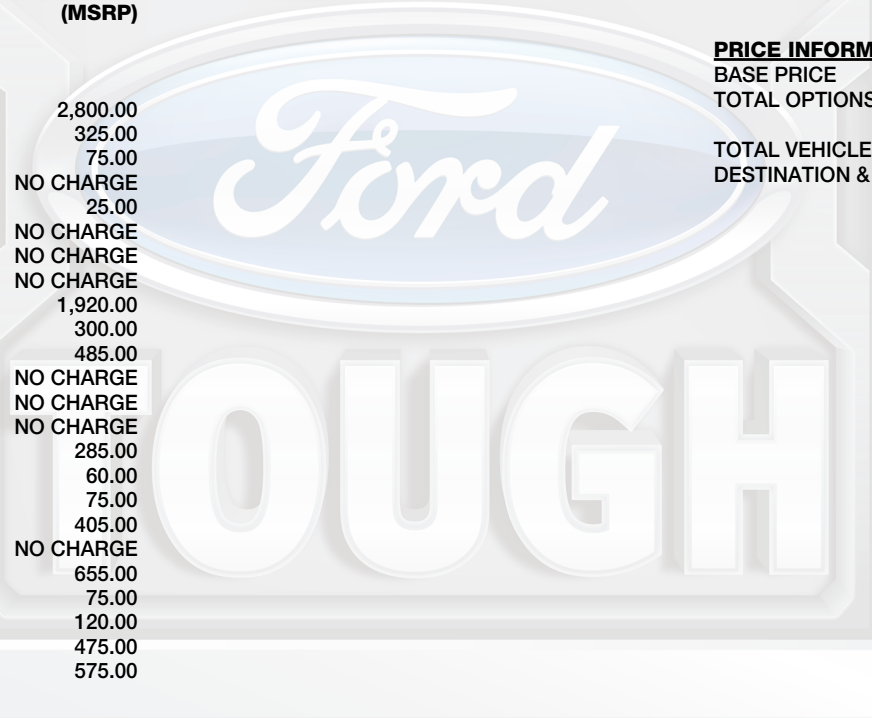 (MSRP)
2,800.00
325.00
75.00
NO CHARGE
25.00
NO CHARGE
NO CHARGE
NO CHARGE
1,920.00
300.00
485.00
NO CHARGE
NO CHARGE
NO CHARGE
285.00
60.00
75.00
405.00
NO CHARGE
655.00
75.00
120.00
475.00
575.00
PRICE INFORM
BASE PRICE
TOTAL OPTIONS
TOTAL VEHICLE
DESTINATION &
Ford
TOUGH